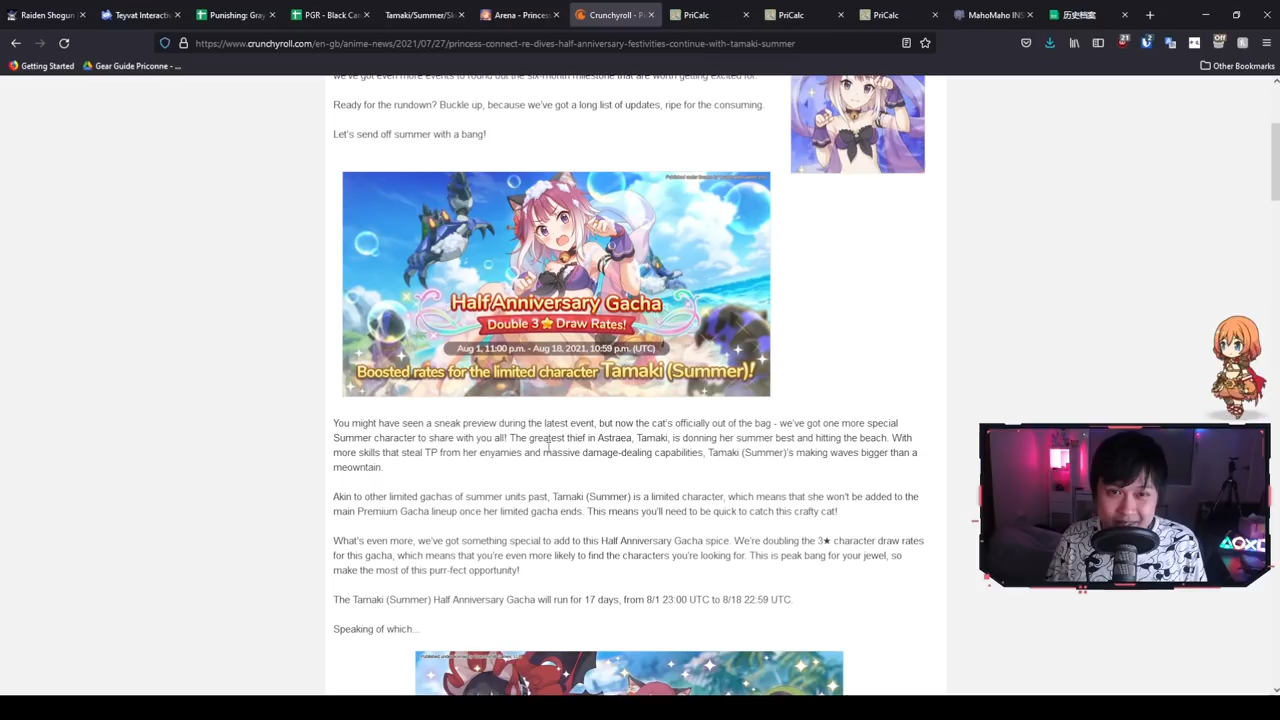 Raiden Shogun
Teyvat Interactiv
Punishing: Gray
PGR - Black Car
Tamaki/Summer/Sk
Arena - Princess
Crunchyroll - P
PriCalc
PriCalc
PriCalc
MahoMaho INS
历史档案
https://www.crunchyroll.com/en-gb/anime-news/2021/07/27/princess-connect-re-dives-half-anniversary-festivities-continue-with-tamaki-summer
21
Off
Getting Started
Gear Guide Priconne - ...
Other Bookmarks
we've got even more events to round out the six-month milestone that are worth getting excited for.
Ready for the rundown? Buckle up, because we've got a long list of updates, ripe for the consuming.
Let's send off summer with a bang!
Half Anniversary Gacha
Double 3★ Draw Rates!
Aug 1, 11:00 p.m. - Aug 18, 2021, 10:59 p.m. (UTC)
Boosted rates for the limited character Tamaki (Summer)!
You might have seen a sneak preview during the latest event, but now the cat's officially out of the bag - we've got one more special
Summer character to share with you all! The greatest thief in Astraea, Tamaki, is donning her summer best and hitting the beach. With
more skills that steal TP from her enyamies and massive damage-dealing capabilities, Tamaki (Summer)'s making waves bigger than a
meowntain.
Akin to other limited gachas of summer units past, Tamaki (Summer) is a limited character, which means that she won't be added to the
main Premium Gacha lineup once her limited gacha ends. This means you'll need to be quick to catch this crafty cat!
What's even more, we've got something special to add to this Half Anniversary Gacha spice. We're doubling the 3★ character draw rates
for this gacha, which means that you're even more likely to find the characters you're looking for. This is peak bang for your jewel, so
make the most of this purr-fect opportunity!
The Tamaki (Summer) Half Anniversary Gacha will run for 17 days, from 8/1 23:00 UTC to 8/18 22:59 UTC.
Speaking of which...